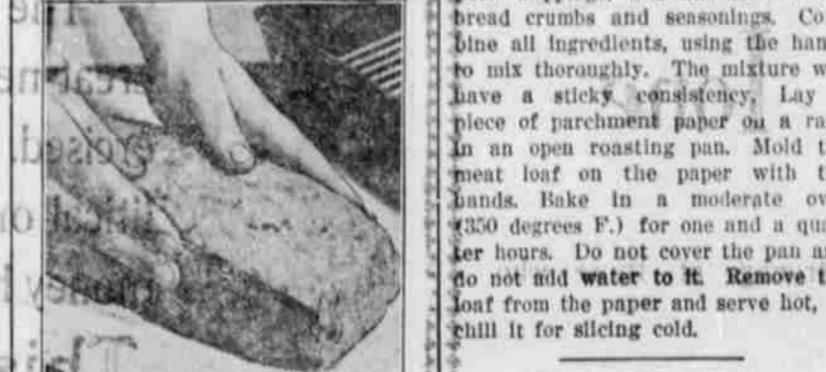 bread crumbs and seasonings. Co
bine all ingredients, using the han
to mix thoroughly. The mixture w
have a sticky consistency. Lay
piece of parchment paper on a ra
in an open roasting pan. Mold t
meat loaf on the paper with t
hands. Bake in a moderate ov
(350 degrees F.) for one and a qua
ter hours. Do not cover the pan a
do not add water to it. Remove t
loaf from the paper and serve hot,
chill it for slicing cold.